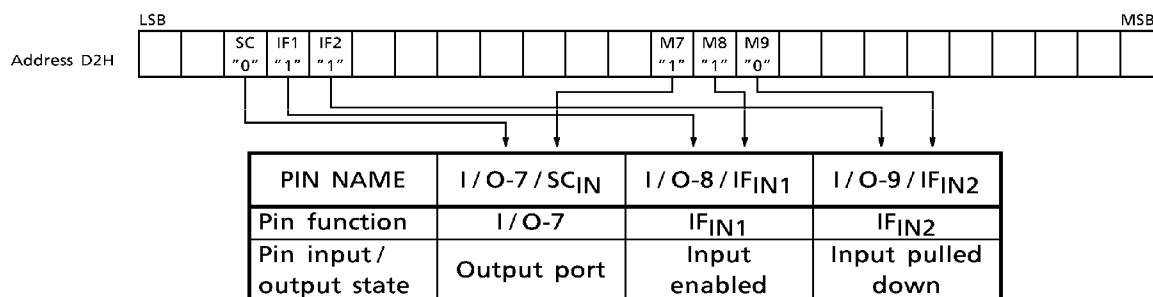 LSB MSB
SC IF1 IF2 M7 M8 M9
Address D2H
"0" "1" "1" "1" "1" "0"
PIN NAME I/O-7/SCIN I/O-8/IFIN1 I/O-9/IFIN2
Pin function I/O-7 IFIN1 IFIN2
Pin input/ Input Input pulled
Output port
output state enabled down